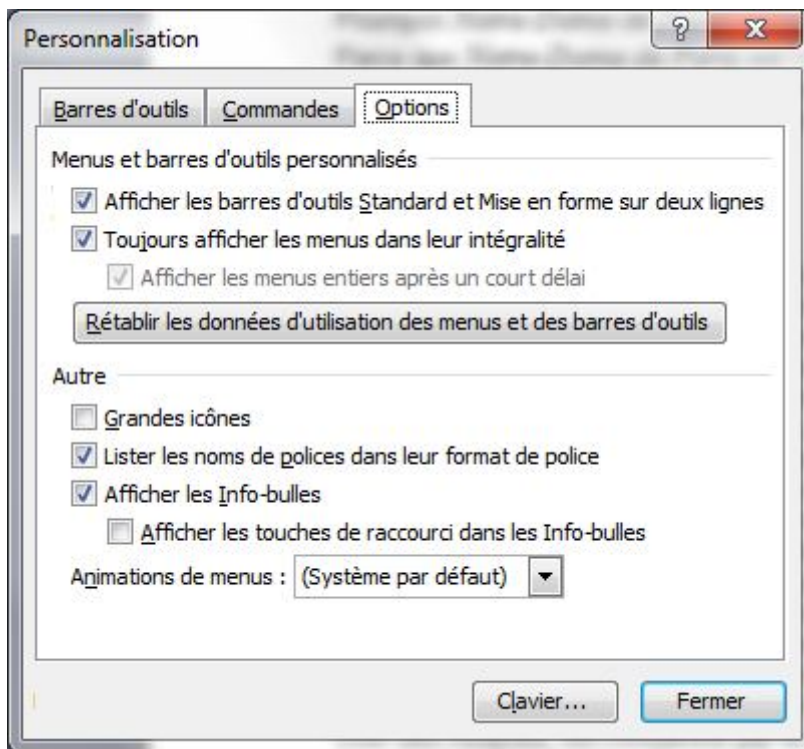 Personnalisation
Barres d'outils Commandes Options
Menus et barres d'outils personnalisés
Afficher les barres d'outils Standard et Mise en forme sur deux lignes
Toujours afficher les menus dans leur intégralité
Afficher les menus entiers après un court délai
Rétablir les données d'utilisation des menus et des barres d'outils
Autre
Grandes icônes
Lister les noms de polices dans leur format de police
Afficher les Info-bulles
Afficher les touches de raccourci dans les Info-bulles
Animations de menus : (Système par défaut)
Clavier... Fermer